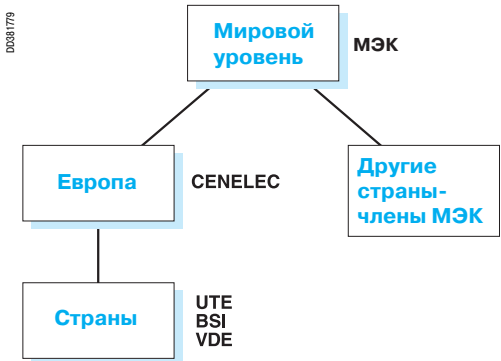 DD381779
Мировой
уровень
МЭК
Европа
CENELEC
Другие
страны-
члены МЭК
Страны
UTE
BSI
VDE